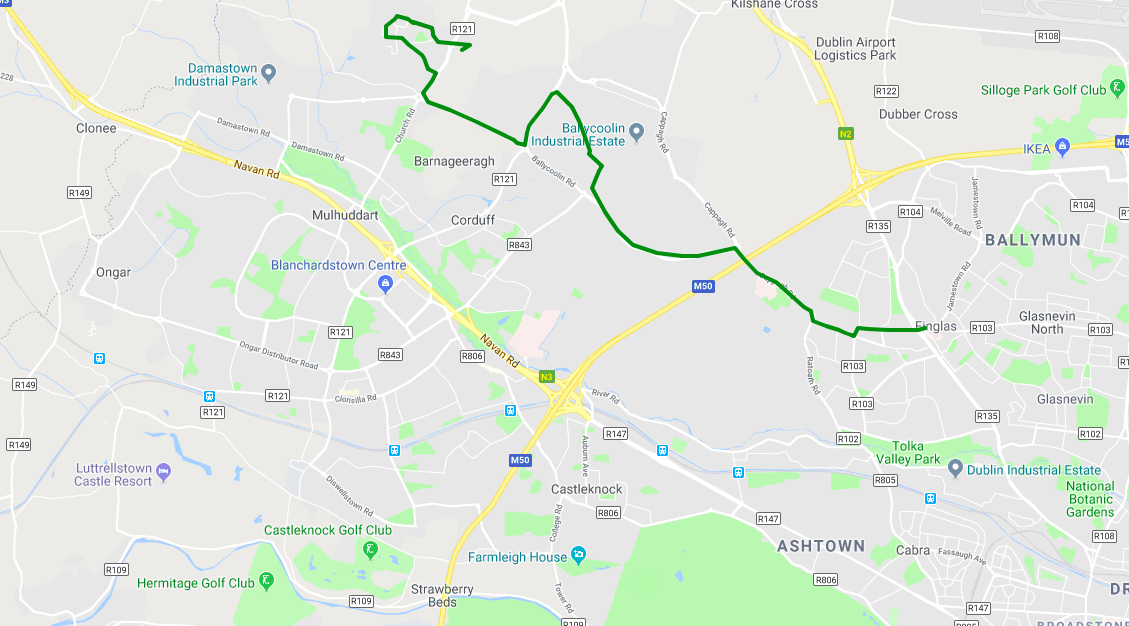 M3
Kilshane Cross
R121
R108
Dublin Airport
Logistics Park
Damastown
Industrial Park
228
Silloge Park Golf Club
R122
Dubber Cross
Church Rd
Cappagh Rd
Clonee
Damastown Rd
N2
Ballycoolin
Industrial Estate
Damastown Rd
M5
IKEA
Barnageeragh
Navan Rd
Ballycoolin Rd
R121
R149
Jamestown Rd
R104
Mulhuddart
Cappagh Rd
R104
Melville Road
Corduff
R135
BALLYMUN
R843
Ongar
Blanchardstown Centre
Jamestown Rd
M50
Cappagh Rd
Glasnevin
North
R121
Finglas
R103
R103
Navan Rd
Ongar Distributor Road
R843
R806
R149
N3
R103
Ratoath Rd
R121
Clonsilla Rd
River Rd
Glasnevin
R121
R103
R135
R147
R102
R102
R149
Auburn Ave
Tolka
Valley Park
M50
Luttrellstown
Castle Resort
Dublin Industrial Estate
R805
Diswellstown Rd
Castleknock
National
Botanic
Gardens
College Rd
R806
R147
Castleknock Golf Club
R108
ASHTOWN
Cabra
Fassaugh Ave
Farmleigh House
R109
Hermitage Golf Club
R806
Strawberry
Beds
Tower Rd
DR
R109
R147
R109
R805
BROADSTONE